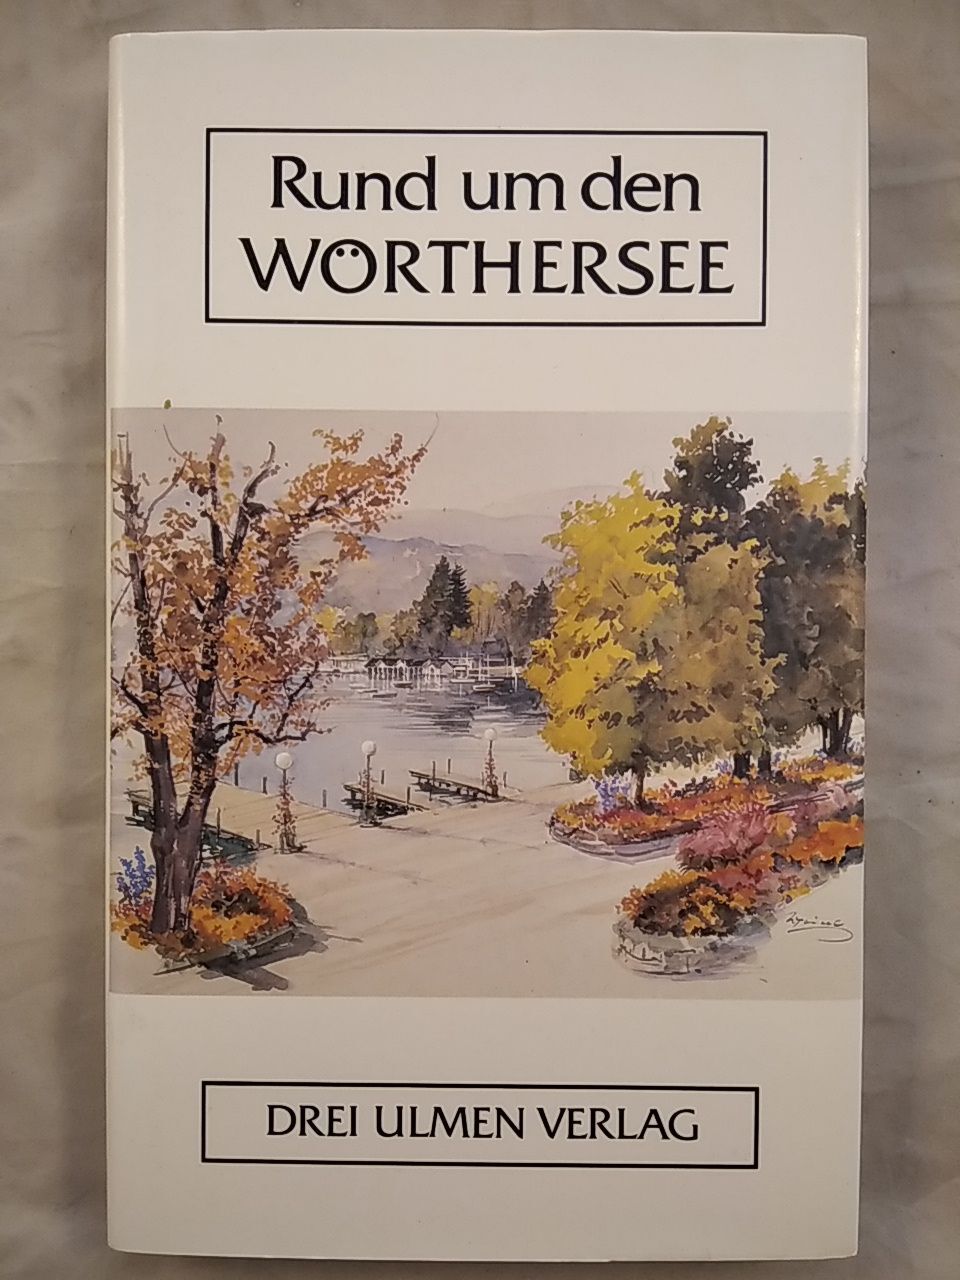 Rund um den
WÖRTHERSEE
DREI ULMEN VERLAG